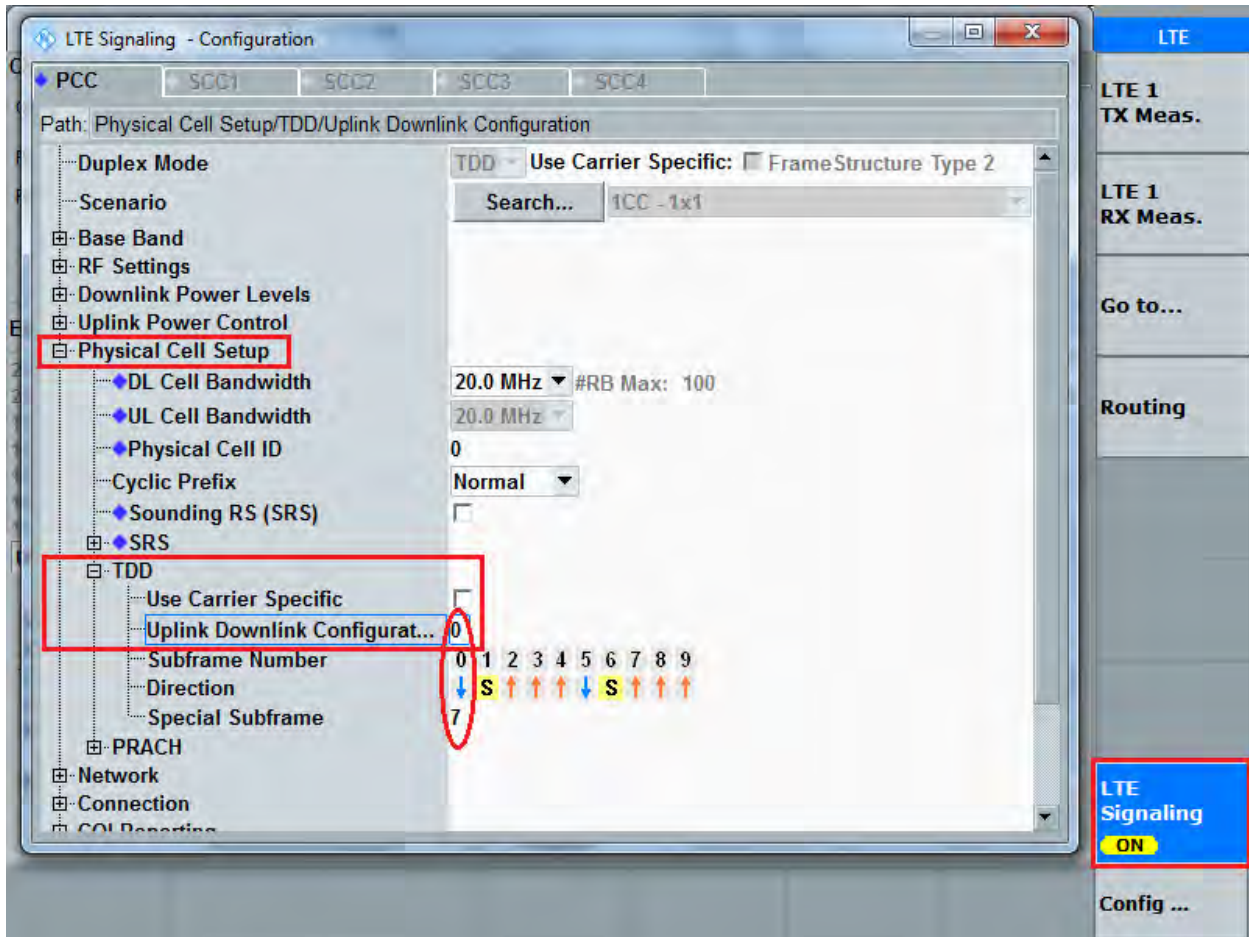 LTE Signaling - Configuration
LTE
PCC SCC1 SCC2 SCC3 SCC4
LTE 1
TX Meas.
Path: Physical Cell Setup/TDD/Uplink Downlink Configuration
Duplex Mode TDD Use Carrier Specific: FrameStructure Type 2
Scenario Search... 1CC - 1x1
LTE 1
RX Meas.
Base Band
RF Settings
Downlink Power Levels
Go to...
Uplink Power Control
Physical Cell Setup
DL Cell Bandwidth 20.0 MHz #RB Max: 100
UL Cell Bandwidth 20.0 MHz
Routing
Physical Cell ID 0
Cyclic Prefix Normal
Sounding RS (SRS)
SRS
TDD
Use Carrier Specific
Uplink Downlink Configurat... 0
Subframe Number 0 1 2 3 4 5 6 7 8 9
Direction ↓ S ↑ ↑ ↑ ↓ S ↑ ↑ ↑
Special Subframe 7
PRACH
Network
Connection
LTE
Signaling
ON
Config ...